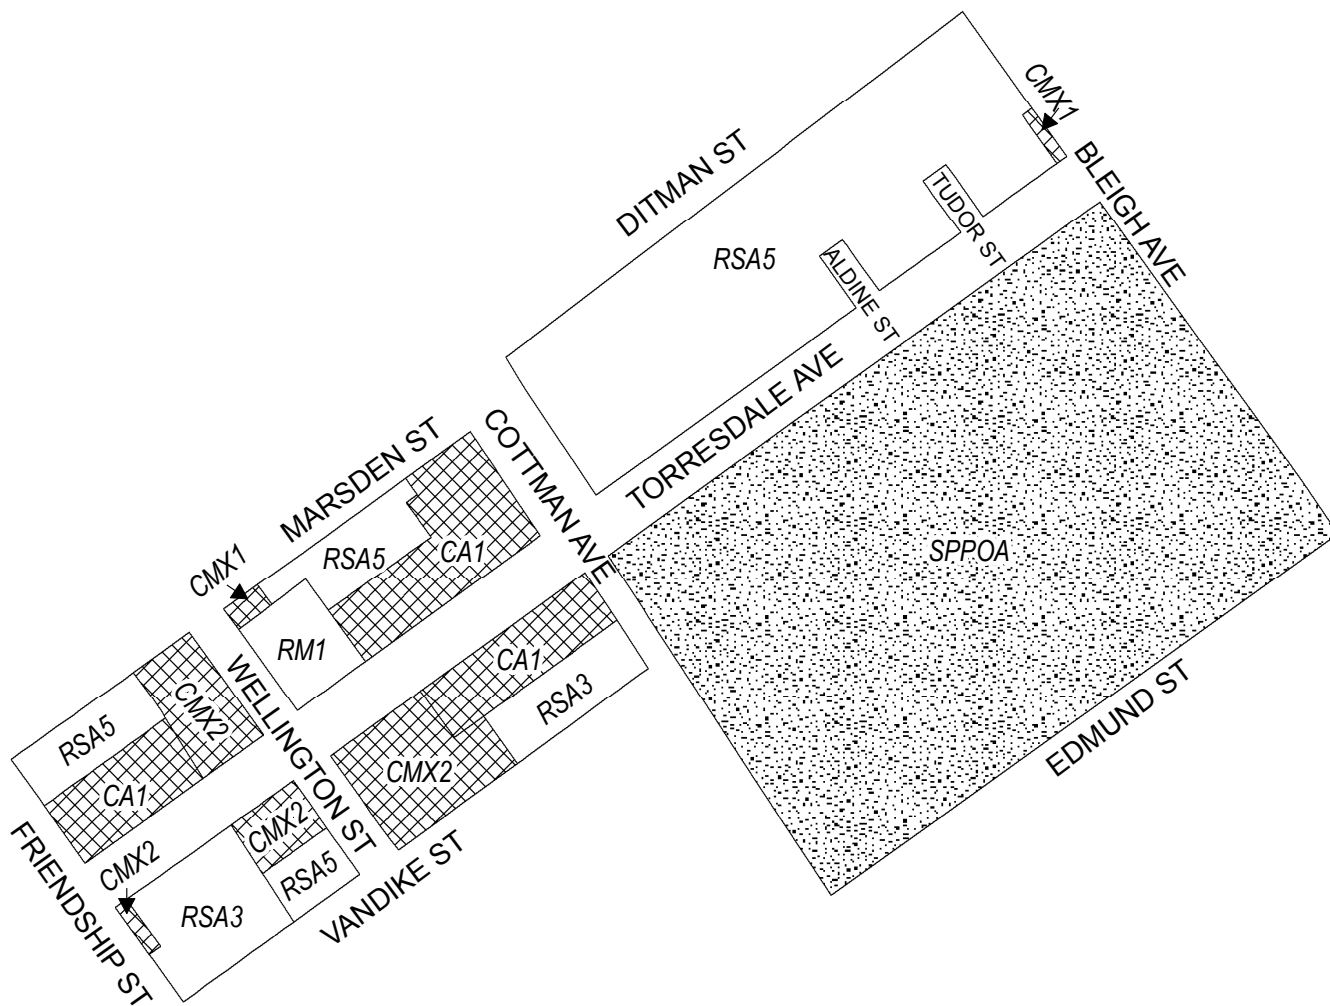 CMX1
DITMAN ST
BLEIGH AVE
TUDOR ST
RSA5
ALDINE ST
TORRESDALE AVE
COTTMAN AVE
MARSDEN ST
RSA5
CA1
CMX1
SPPOA
RM1
WELLINGTON ST
CA1
RSA3
CMX2
RSA5
CMX2
CA1
EDMUND ST
FRIENDSHIP ST
CMX2
CMX2
RSA5
RSA3
VANDIKE ST